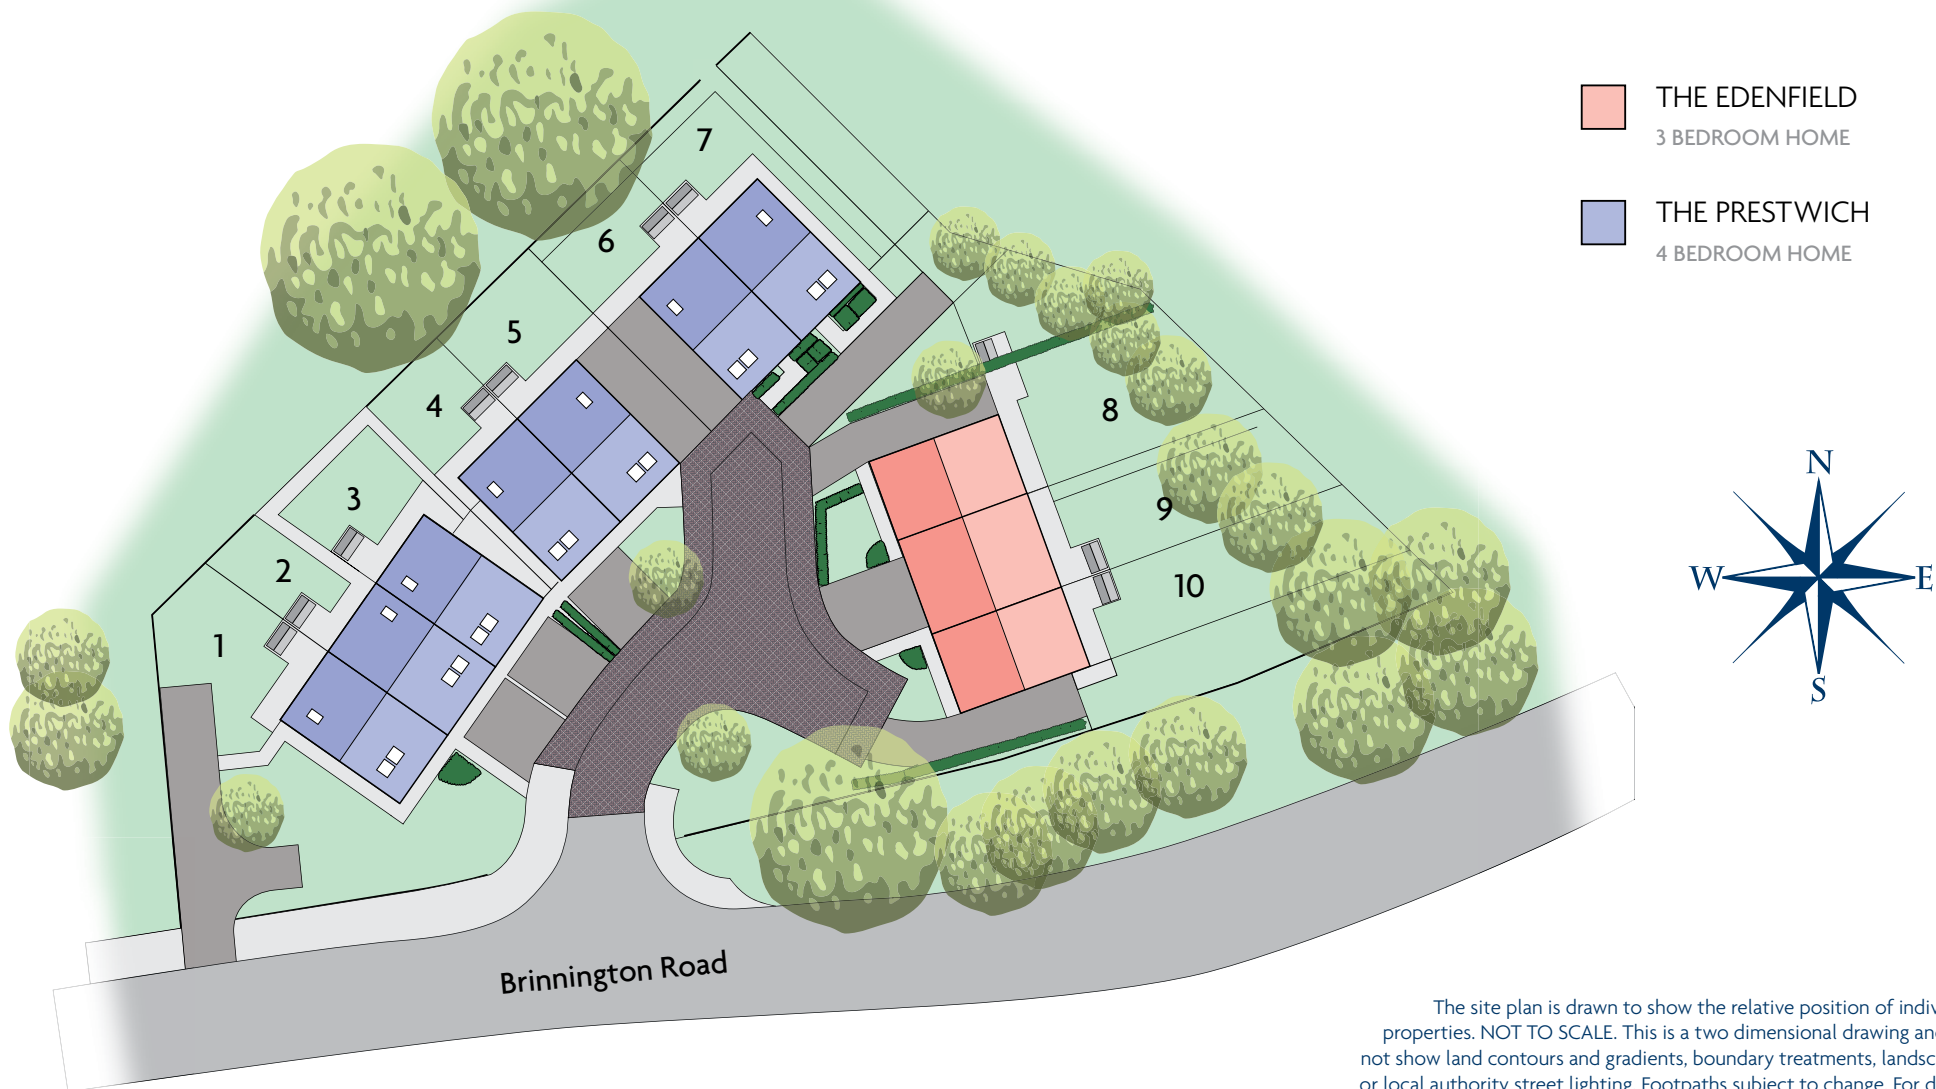 THE EDENFIELD
3 BEDROOM HOME
THE PRESTWICH
4 BEDROOM HOME
7
6
5
4
3
2
1
8
9
10
N
W
E
S
Brinnington Road
The site plan is drawn to show the relative position of
properties. NOT TO SCALE. This is a two dimensional drawing
not show land contours and gradients, boundary treatments,
or local authority street lighting. Footpaths subject to change. For